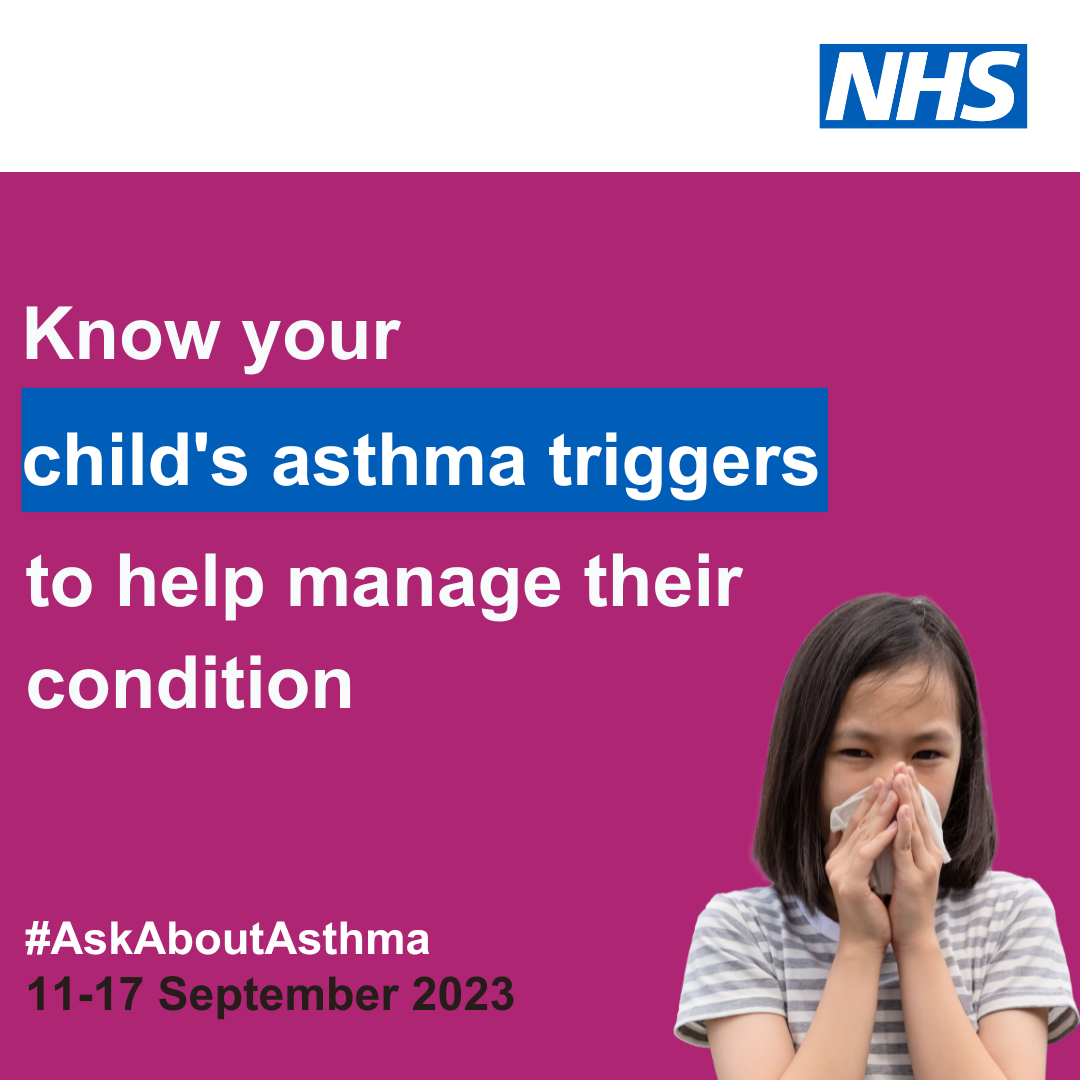 NHS
Know your
child's asthma triggers
to help manage their
condition
#AskAboutAsthma
11-17 September 2023